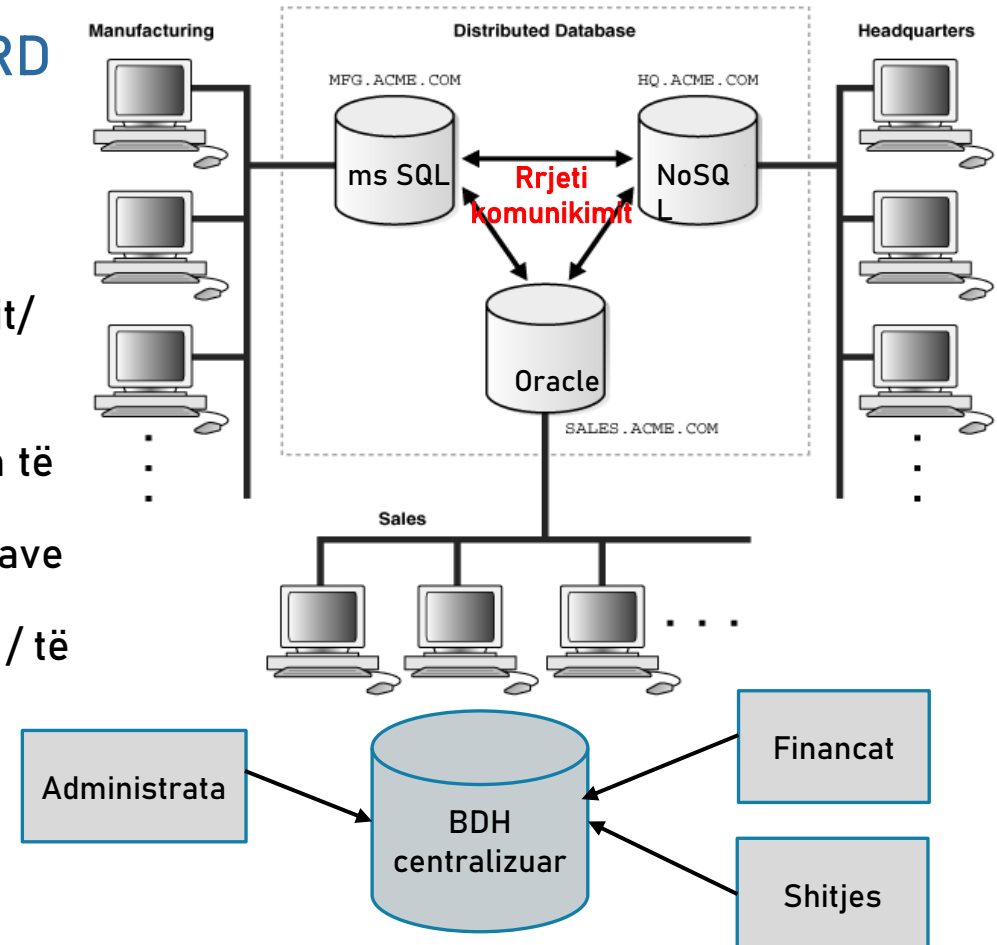 RD
it/
të
ave
/ të
Manufacturing
Distributed Database
Headquarters
MFG.ACME.COM
HQ.ACME.COM
ms SQL
Rrjeti
komunikimit
NoSQ
L
Oracle
SALES.ACME.COM
Sales
Administrata
BDH
centralizuar
Financat
Shitjes